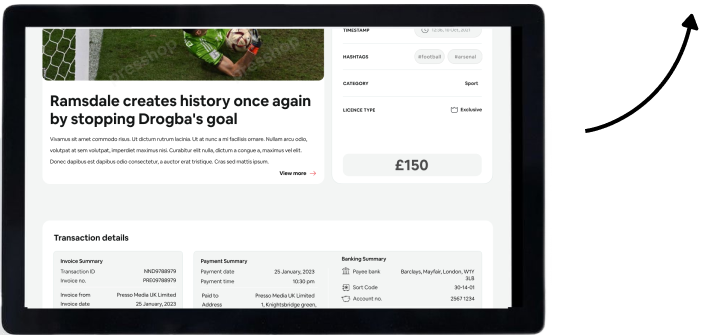 presshop
presshop
TIMESTAMP
12:36, 10 Oct, 2021
HASHTAGS
#football #arsenal
CATEGORY
Sport
LICENCE TYPE
Exclusive
£150
Ramsdale creates history once again
by stopping Drogba's goal
Vivamus sit amet commodo risus. Ut dictum rutrum lacinia. Ut at nunc a mi facilisis ornare. Nullam arcu odio,
volutpat at sem volutpat, imperdiet maximus nisi. Curabitur elit nulla, dictum a congue a, maximus vel elit.
Donec dapibus est dapibus odio consectetur, a auctor erat tristique. Cras sed mattis ipsum.
View more →
Transaction details
Invoice Summary
Transaction ID NND9788979
Invoice no. PRE09788979
Invoice from Presso Media UK Limited
Invoice date 25 January, 2023
Payment Summary
Payment date 25 January, 2023
Payment time 10:30 pm
Paid to Presso Media UK Limited
Address 1, Knightsbridge green,
Banking Summary
Payee bank Barclays, Mayfair, London, W1Y
3LB
Sort Code 30-14-01
Account no. 2567 1234